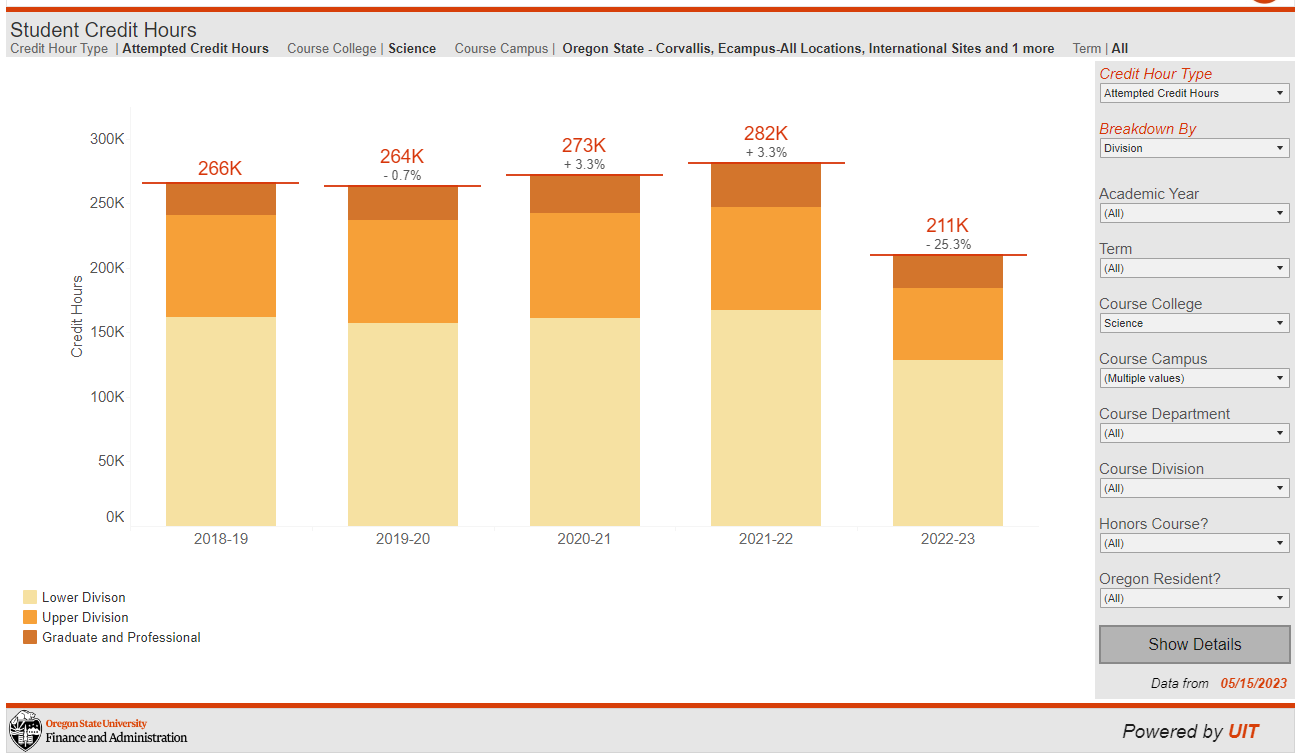 Student Credit Hours
Credit Hour Type | Attempted Credit Hours Course College | Science Course Campus | Oregon State - Corvallis, Ecampus-All Locations, International Sites and 1 more Term | All
Credit Hours
300K
250K
200K
150K
100K
50K
0K
266K
264K
- 0.7%
273K
+ 3.3%
282K
+ 3.3%
211K
- 25.3%
2018-19
2019-20
2020-21
2021-22
2022-23
Lower Divison
Upper Division
Graduate and Professional
Credit Hour Type
Attempted Credit Hours
Breakdown By
Division
Academic Year
(All)
Term
(All)
Course College
Science
Course Campus
(Multiple values)
Course Department
(All)
Course Division
(All)
Honors Course?
(All)
Oregon Resident?
(All)
Show Details
Data from 05/15/2023
Oregon State University
Finance and Administration
Powered by UIT